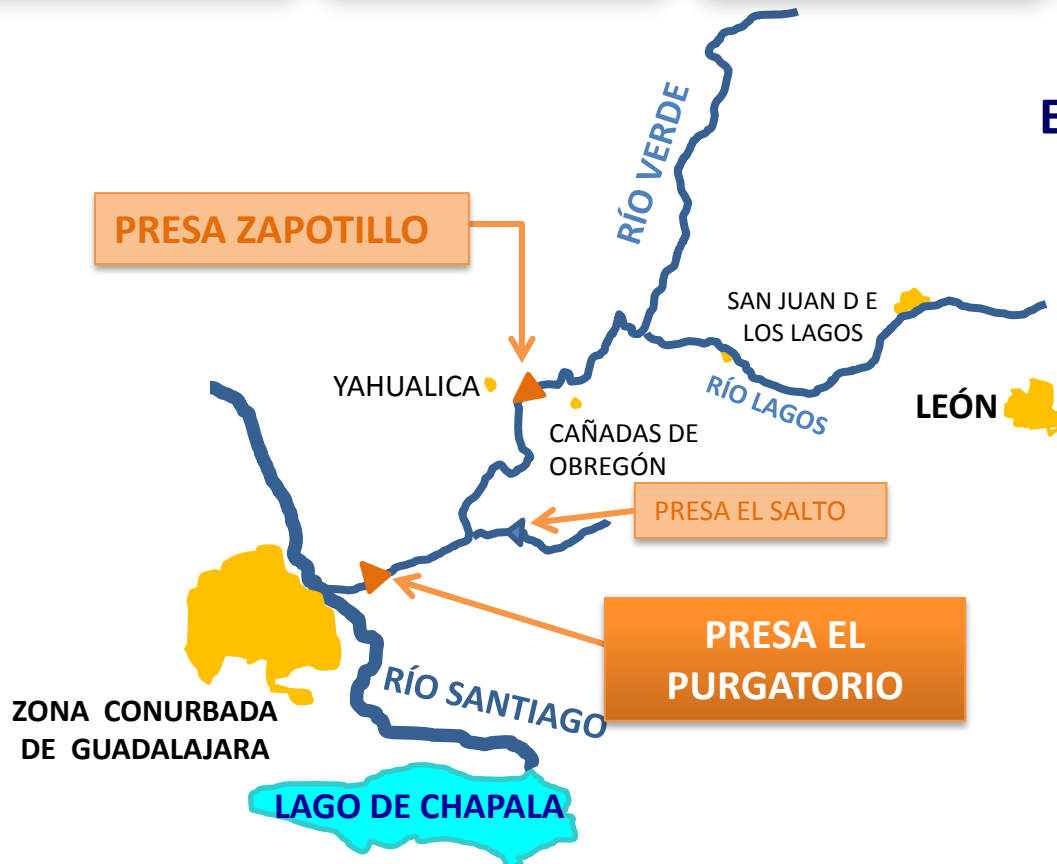 E
RÍO VERDE
PRESA ZAPOTILLO
SAN JUAN D E
LOS LAGOS
YAHUALICA
RÍO LAGOS
LEÓN
CAÑADAS DE
OBREGÓN
PRESA EL SALTO
PRESA EL
PURGATORIO
RÍO SANTIAGO
ZONA CONURBADA
DE GUADALAJARA
LAGO DE CHAPALA